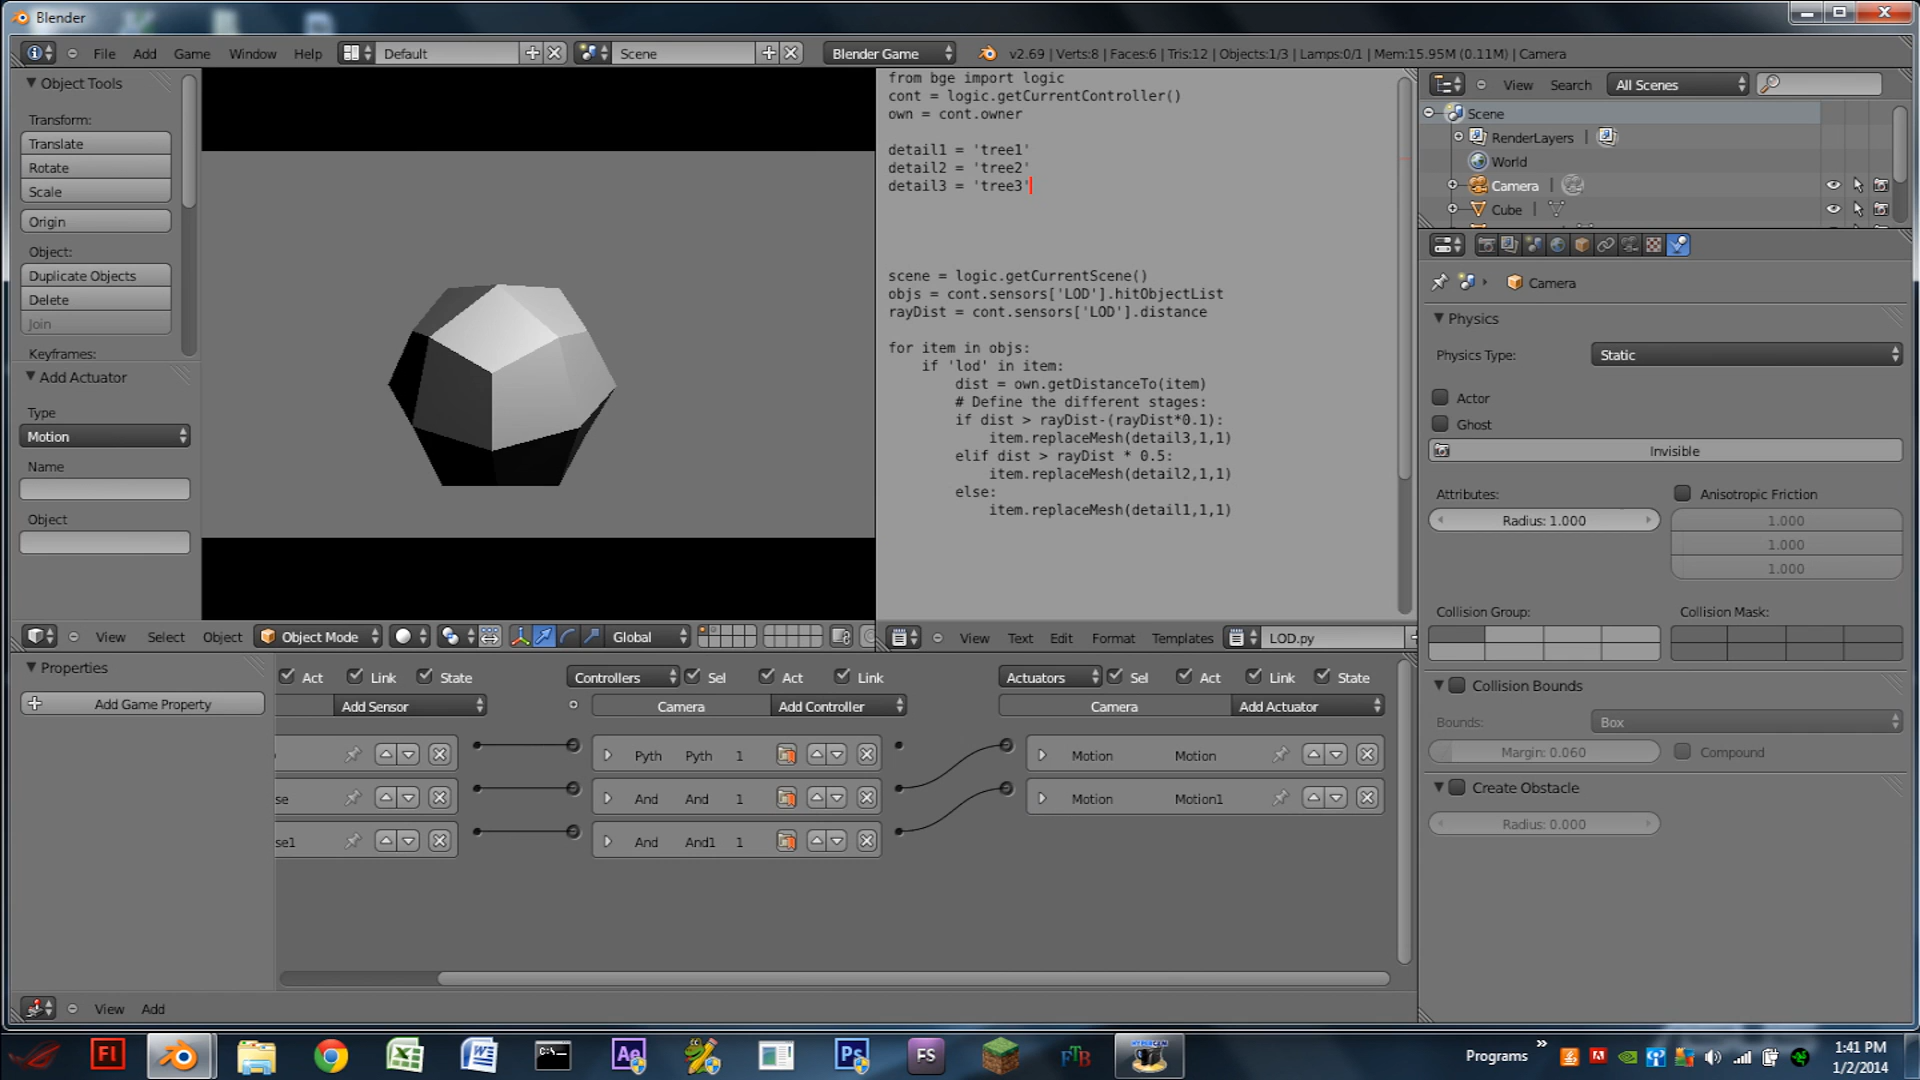 Blender
File Add Game Window Help Default Scene Blender Game v2.69 | Verts:8 | Faces:6 | Tris:12 | Objects:1/3 | Lamps:0/1 | Mem:15.95M (0.11M) | Camera
Object Tools
Transform:
Translate
Rotate
Scale
Origin
Object:
Duplicate Objects
Delete
Join
Keyframes:
Add Actuator
Type
Motion
Name
Object
from bge import logic
cont = logic.getCurrentController()
own = cont.owner
detail1 = 'tree1'
detail2 = 'tree2'
detail3 = 'tree3'
scene = logic.getCurrentScene()
objs = cont.sensors['LOD'].hitObjectList
rayDist = cont.sensors['LOD'].distance
for item in objs:
if 'lod' in item:
dist = own.getDistanceTo(item)
# Define the different stages:
if dist > rayDist-(rayDist*0.1):
item.replaceMesh(detail3,1,1)
elif dist > rayDist * 0.5:
item.replaceMesh(detail2,1,1)
else:
item.replaceMesh(detail1,1,1)
View Search All Scenes
Scene
RenderLayers |
World
Camera |
Cube |
Camera
Physics
Physics Type: Static
Actor
Ghost
Invisible
Attributes: Anisotropic Friction
Radius: 1.000 1.000
1.000
1.000
Collision Group: Collision Mask:
Collision Bounds
Bounds: Box
Margin: 0.060 Compound
Create Obstacle
Radius: 0.000
View Select Object Object Mode Global
View Text Edit Format Templates LOD.py
Properties
Add Game Property
Act Link State Controllers Sel Act Link Actuators Sel Act Link State
Add Sensor Camera Add Controller Camera Add Actuator
Pyth Pyth 1 Motion Motion
se And And 1 Motion Motion1
se1 And And1 1
View Add
Fl Ae Ps FS FTB Programs 1:41 PM
1/2/2014